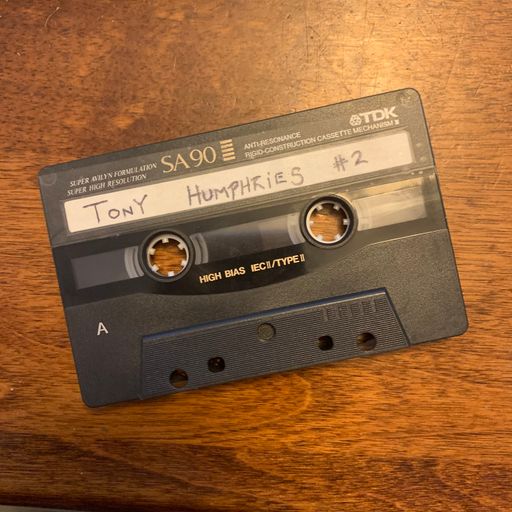 SUPER AVILYN FORMULATION
SUPER HIGH RESOLUTION
SA90
ANTI-RESONANCE
RIGID-CONSTRUCTION CASSETTE MECHANISM II
TDK
TONY HUMPHRIES #2
HIGH BIAS IECII/TYPE II
A